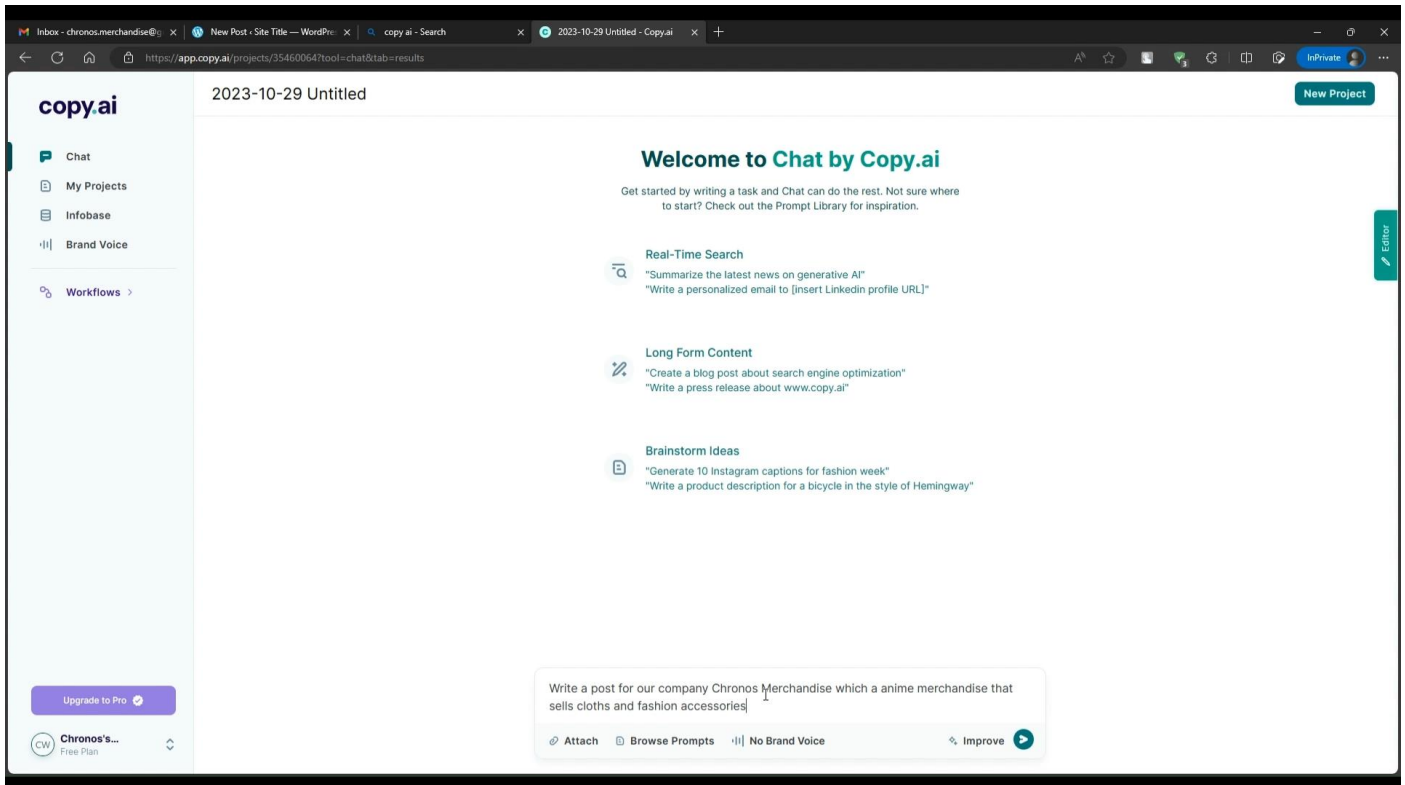 Inbox - chronos.merchandise@g
New Post ‹ Site Title — WordPre
copy ai - Search
2023-10-29 Untitled - Copy.ai
https://app.copy.ai/projects/35460064?tool=chat&tab=results
InPrivate
copy.ai
2023-10-29 Untitled
New Project
Chat
My Projects
Infobase
Brand Voice
Workflows
Welcome to Chat by Copy.ai
Get started by writing a task and Chat can do the rest. Not sure where
to start? Check out the Prompt Library for inspiration.
Editor
Real-Time Search
"Summarize the latest news on generative AI"
"Write a personalized email to [insert Linkedin profile URL]"
Long Form Content
"Create a blog post about search engine optimization"
"Write a press release about www.copy.ai"
Brainstorm Ideas
"Generate 10 Instagram captions for fashion week"
"Write a product description for a bicycle in the style of Hemingway"
Write a post for our company Chronos Merchandise which a anime merchandise that
sells cloths and fashion accessories
Attach
Browse Prompts
No Brand Voice
Improve
Upgrade to Pro
CW
Chronos's...
Free Plan